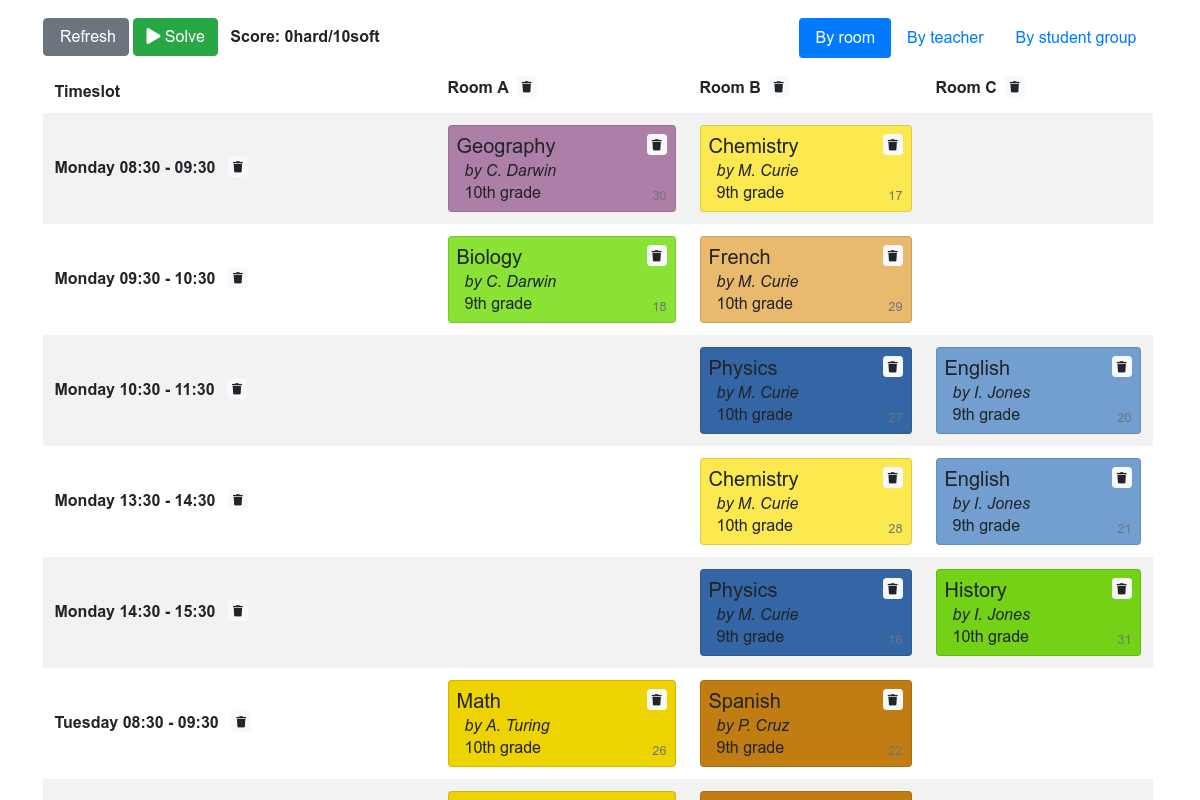 Refresh Solve Score: 0hard/10soft By room By teacher By student group
Timeslot Room A Room B Room C
Monday 08:30 - 09:30
Geography
by C. Darwin
10th grade 30
Chemistry
by M. Curie
9th grade 17
Monday 09:30 - 10:30
Biology
by C. Darwin
9th grade 18
French
by M. Curie
10th grade 29
Monday 10:30 - 11:30
Physics
by M. Curie
10th grade 27
English
by I. Jones
9th grade 20
Monday 13:30 - 14:30
Chemistry
by M. Curie
10th grade 28
English
by I. Jones
9th grade 21
Monday 14:30 - 15:30
Physics
by M. Curie
9th grade 16
History
by I. Jones
10th grade 31
Tuesday 08:30 - 09:30
Math
by A. Turing
10th grade 26
Spanish
by P. Cruz
9th grade 22